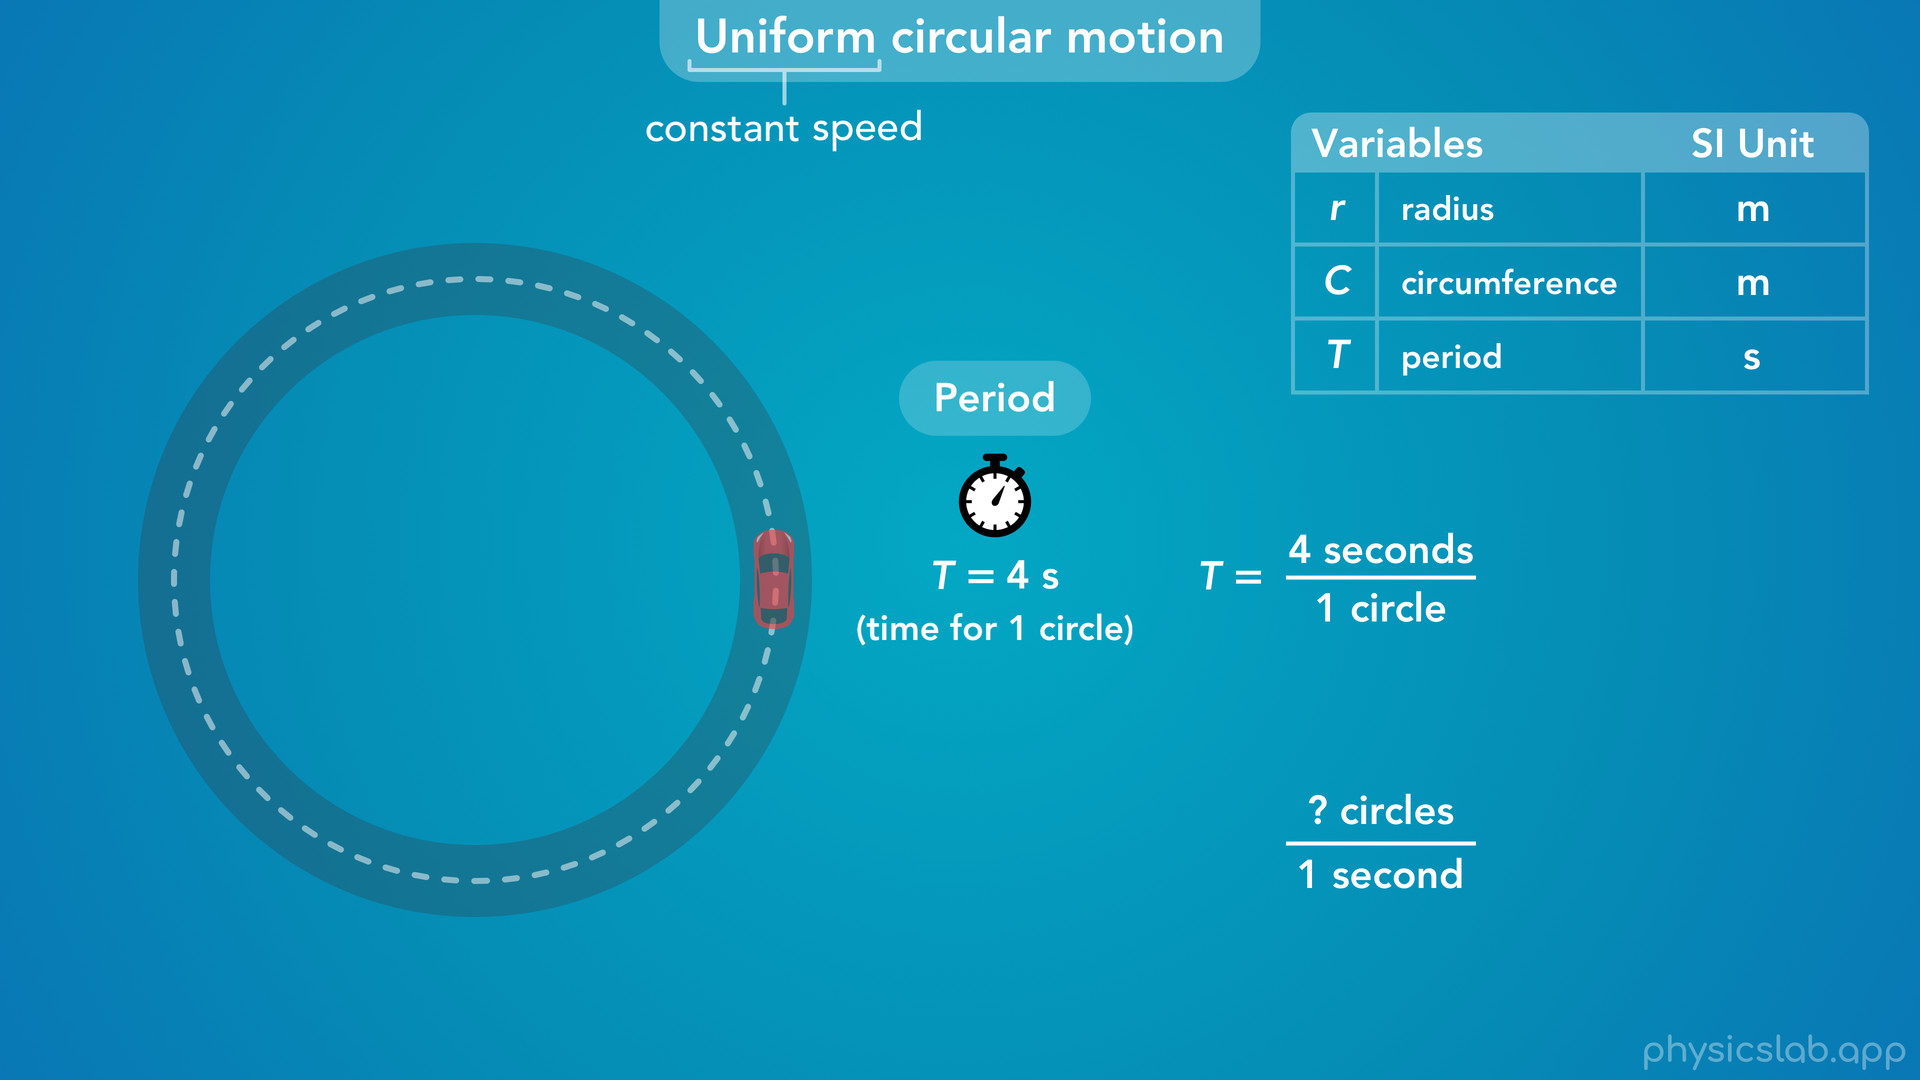 Uniform circular motion
constant speed
Variables SI Unit
r radius m
C circumference m
T period s
Period
T = 4 s
(time for 1 circle)
T = 4 seconds
1 circle
? circles
1 second
physicslab.app